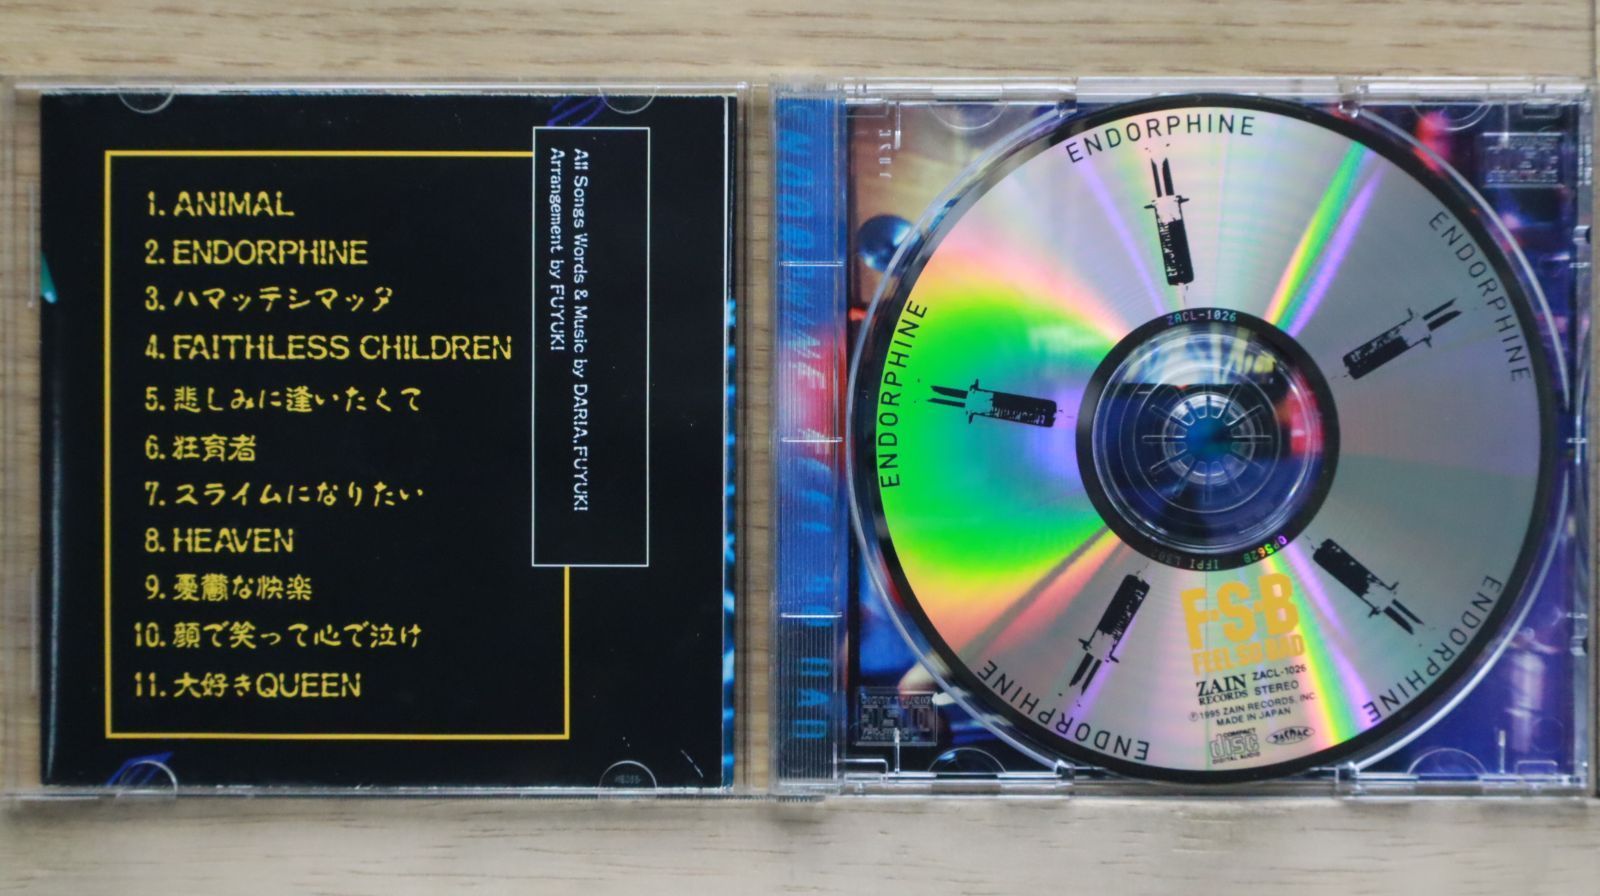 1. ANIMAL
2. ENDORPHINE
3. ハマッテシマッタ
4. FAITHLESS CHILDREN
5. 悲しみに逢いたくて
6. 狂育者
7. スライムになりたい
8. HEAVEN
9. 憂鬱な快楽
10. 顔で笑って心で泣け
11. 大好きQUEEN
All Songs Words & Music by DARIA.FUYUKI
Arrangement by FUYUKI
ENDORPHINE
ENDORPHINE
ENDORPHINE
ENDORPHINE
ENDORPHINE
ENDORPHINE
ZACL-1026
IFPI
F·S·B
FEEL SO BAD
ZAIN
RECORDS
ZACL-1026
STEREO
℗1995 ZAIN RECORDS, INC.
MADE IN JAPAN
COMPACT
disc
DIGITAL AUDIO
JASRAC